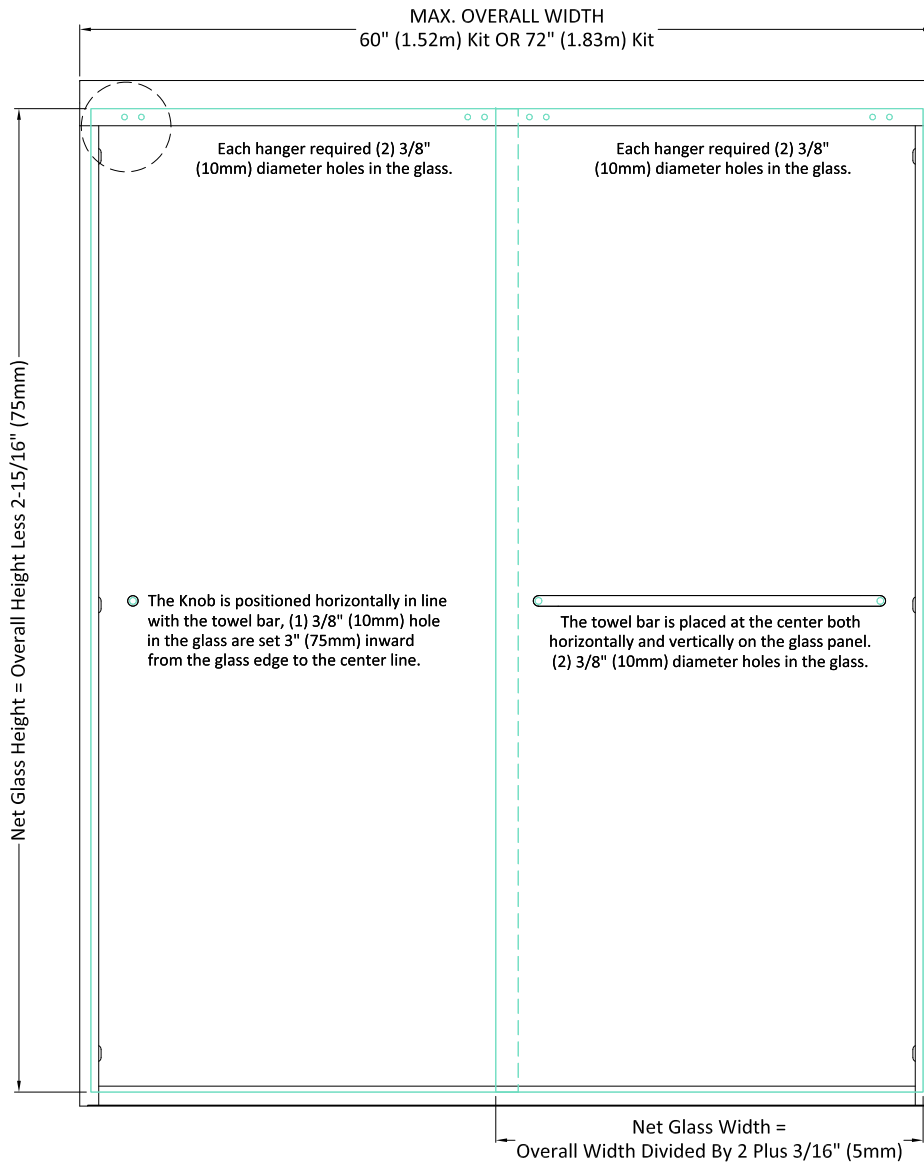 MAX. OVERALL WIDTH
60" (1.52m) Kit OR 72" (1.83m) Kit
Each hanger required (2) 3/8"
(10mm) diameter holes in the glass.
Each hanger required (2) 3/8"
(10mm) diameter holes in the glass.
Net Glass Height = Overall Height Less 2-15/16" (75mm)
The Knob is positioned horizontally in line
with the towel bar, (1) 3/8" (10mm) hole
in the glass are set 3" (75mm) inward
from the glass edge to the center line.
The towel bar is placed at the center both
horizontally and vertically on the glass panel.
(2) 3/8" (10mm) diameter holes in the glass.
Net Glass Width =
Overall Width Divided By 2 Plus 3/16" (5mm)